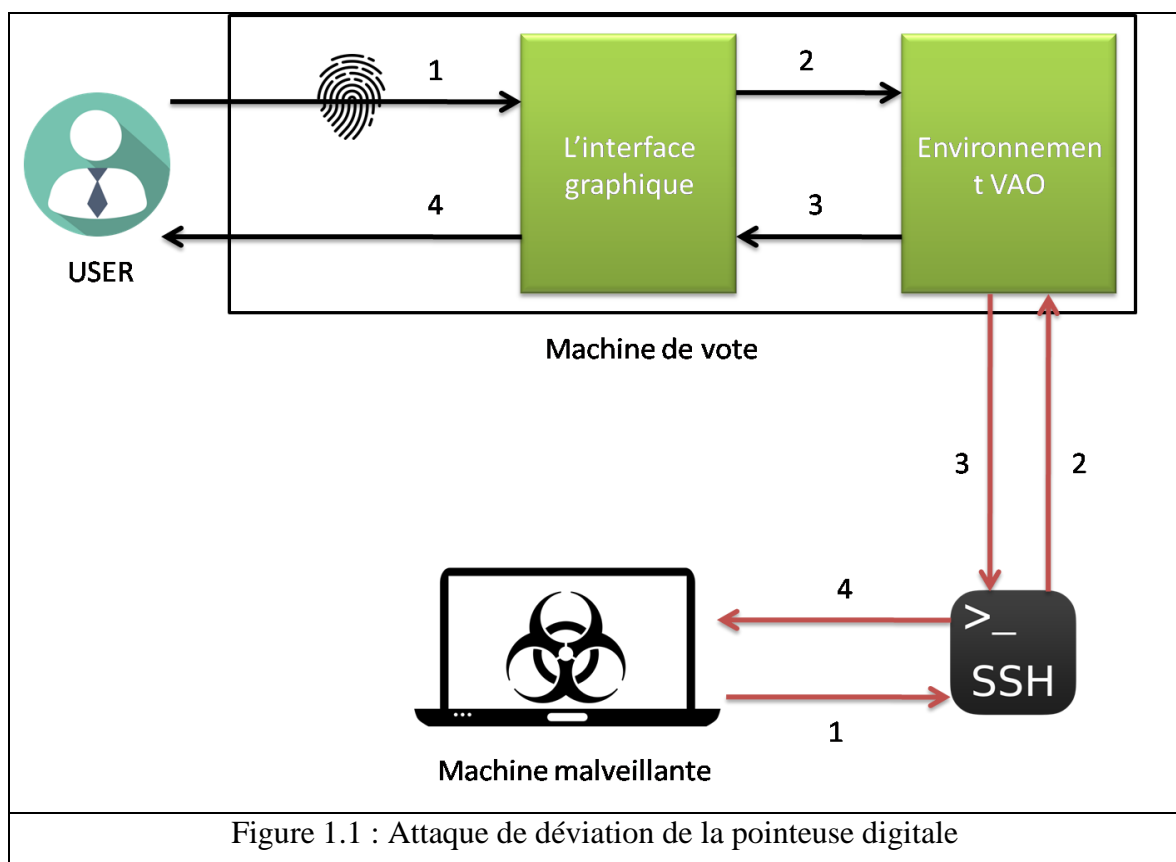 1
2
L'interface
graphique
Environnemen
t VAO
4
3
USER
Machine de vote
3
2
4
>_
SSH
1
Machine malveillante
Figure 1.1 : Attaque de déviation de la pointeuse digitale